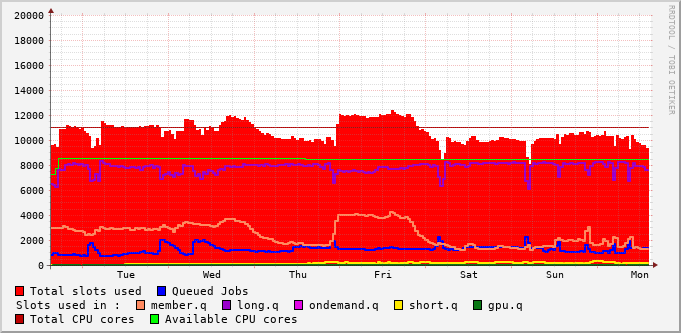 20000
18000
16000
14000
12000
10000
8000
6000
4000
2000
0
Tue Wed Thu Fri Sat Sun Mon
Total slots used Queued Jobs
Slots used in : member.q long.q ondemand.q short.q gpu.q
Total CPU cores Available CPU cores
RRDTOOL / TOBI OETIKER